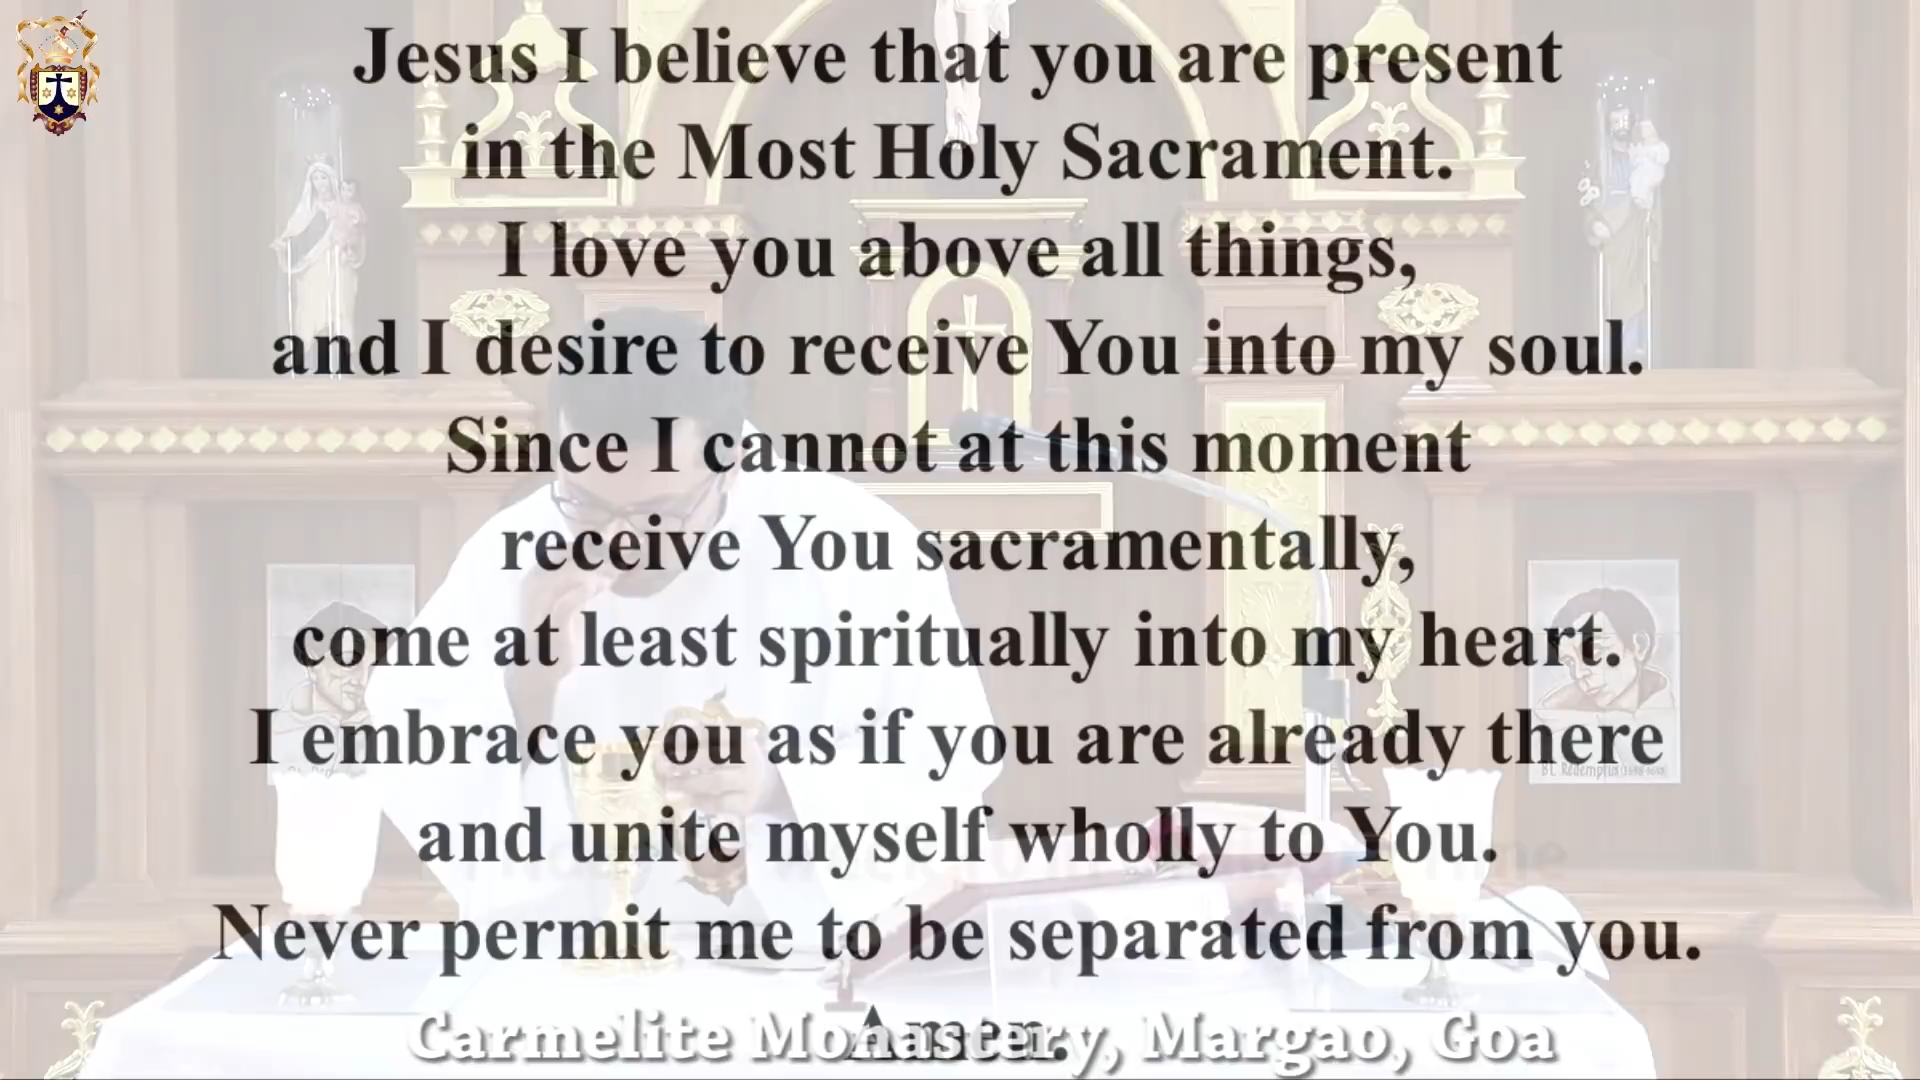 Jesus I believe that you are present
in the Most Holy Sacrament.
I love you above all things,
and I desire to receive You into my soul.
Since I cannot at this moment
receive You sacramentally,
come at least spiritually into my heart.
I embrace you as if you are already there
and unite myself wholly to You.
Never permit me to be separated from you.
Amen.
Carmelite Monastery, Margao, Goa
Bl. Redemptus